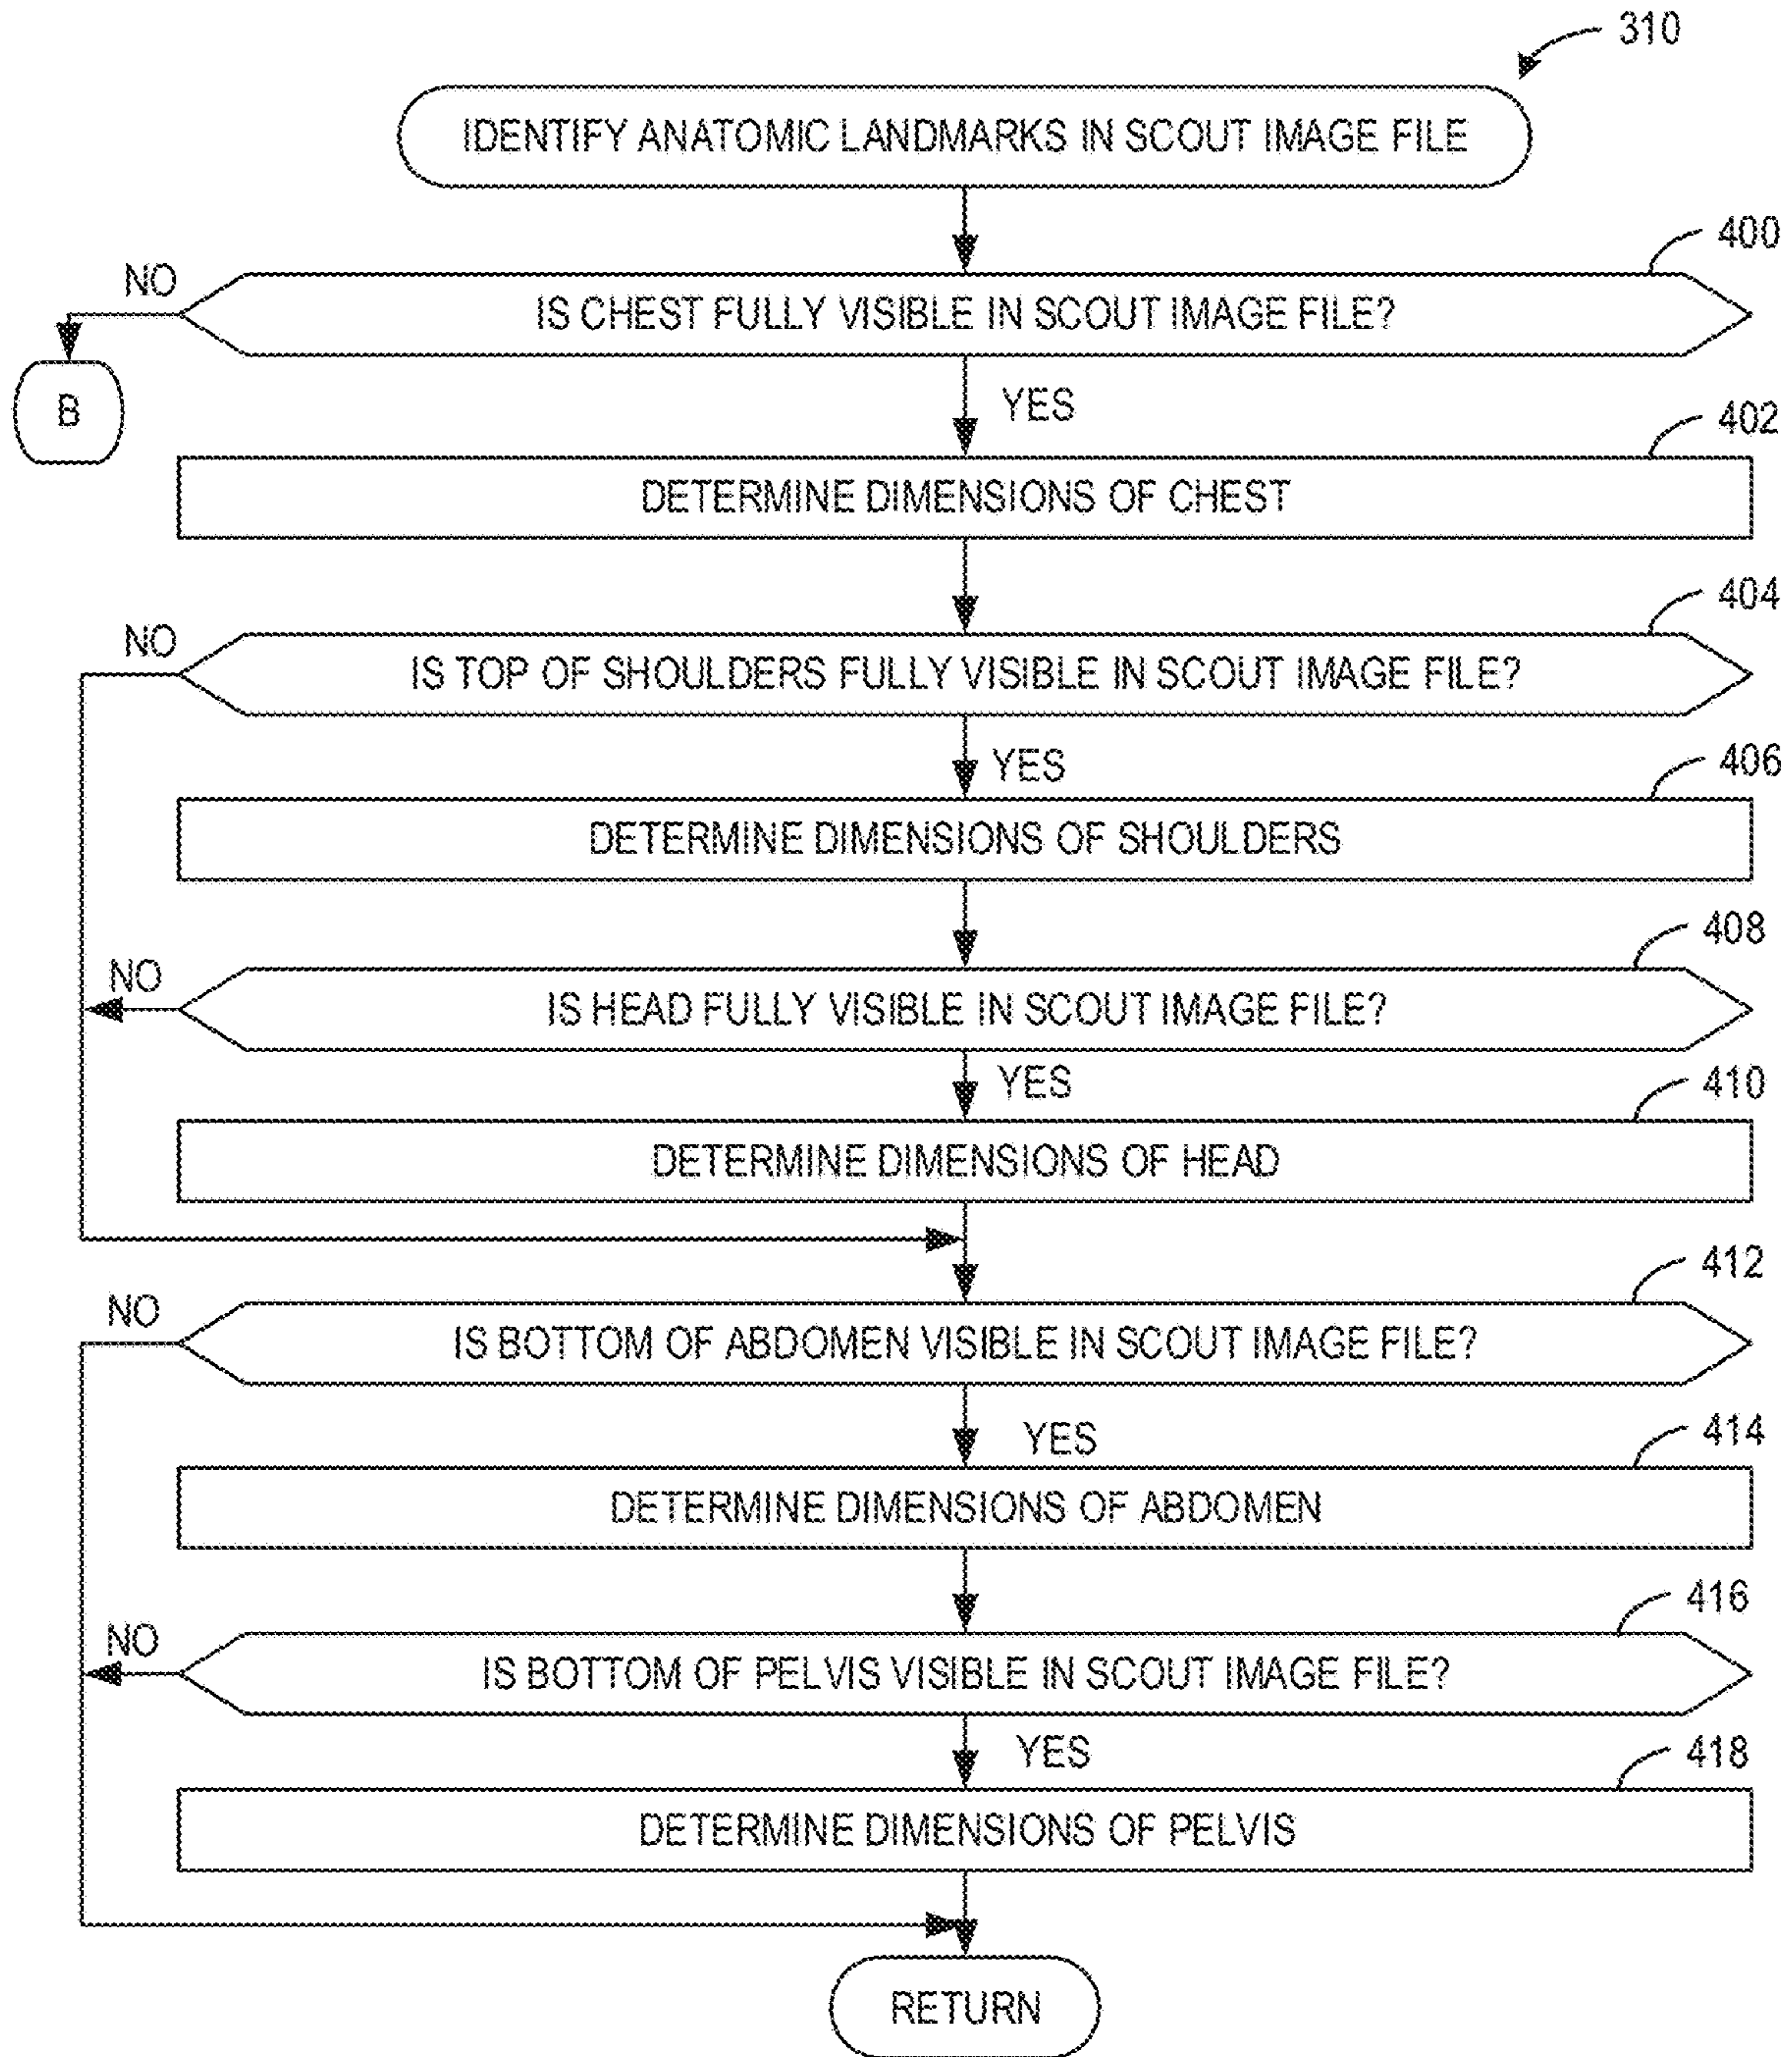 310
IDENTIFY ANATOMIC LANDMARKS IN SCOUT IMAGE FILE
400
NO
IS CHEST FULLY VISIBLE IN SCOUT IMAGE FILE?
B
YES
402
DETERMINE DIMENSIONS OF CHEST
404
NO
IS TOP OF SHOULDERS FULLY VISIBLE IN SCOUT IMAGE FILE?
YES
406
DETERMINE DIMENSIONS OF SHOULDERS
408
NO
IS HEAD FULLY VISIBLE IN SCOUT IMAGE FILE?
YES
410
DETERMINE DIMENSIONS OF HEAD
412
NO
IS BOTTOM OF ABDOMEN VISIBLE IN SCOUT IMAGE FILE?
YES
414
DETERMINE DIMENSIONS OF ABDOMEN
416
NO
IS BOTTOM OF PELVIS VISIBLE IN SCOUT IMAGE FILE?
YES
418
DETERMINE DIMENSIONS OF PELVIS
RETURN